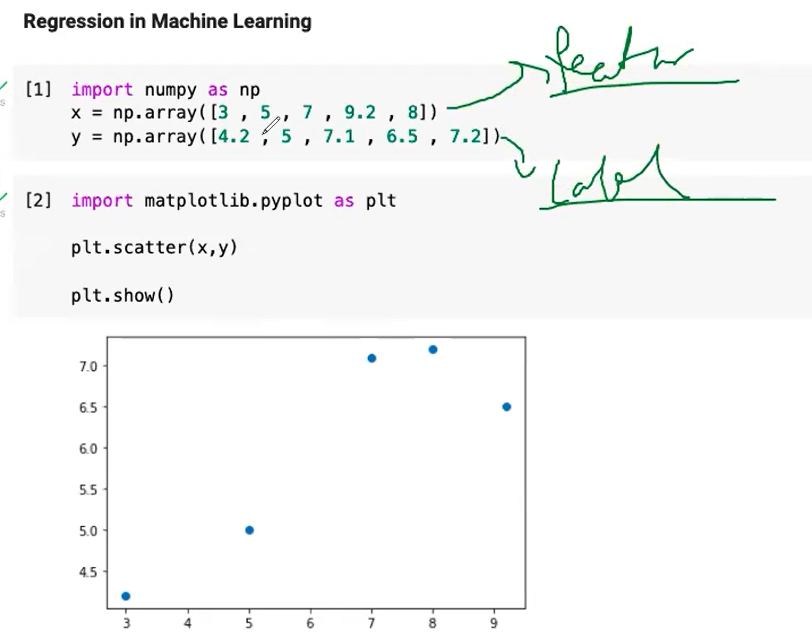 Regression in Machine Learning
[1] import numpy as np
x = np.array([3 , 5 , 7 , 9.2 , 8])
y = np.array([4.2 , 5 , 7.1 , 6.5 , 7.2])
Label
[2] import matplotlib.pyplot as plt
plt.scatter(x,y)
plt.show()
7.0
6.5
6.0
5.5
5.0
4.5
3 4 5 6 7 8 9